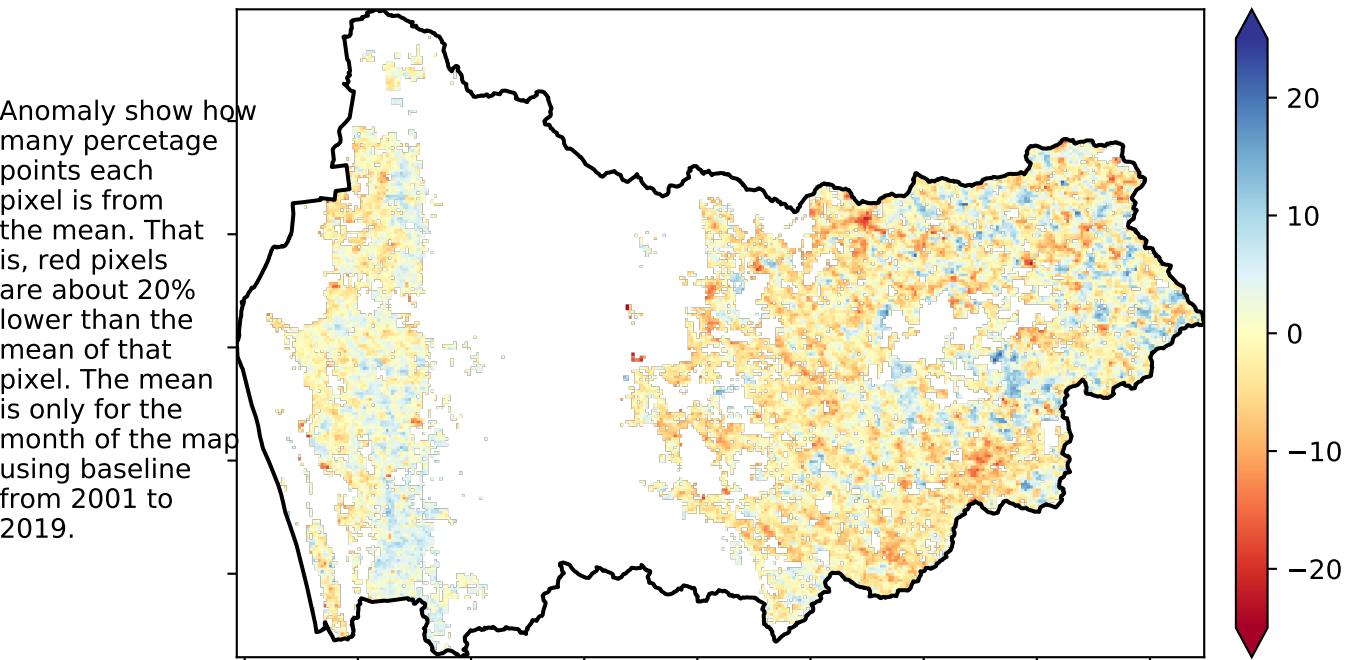 Anomaly show how
many percetage
points each
pixel is from
the mean. That
is, red pixels
are about 20%
lower than the
mean of that
pixel. The mean
is only for the
month of the map
using baseline
from 2001 to
2019.
20
10
0
−10
−20